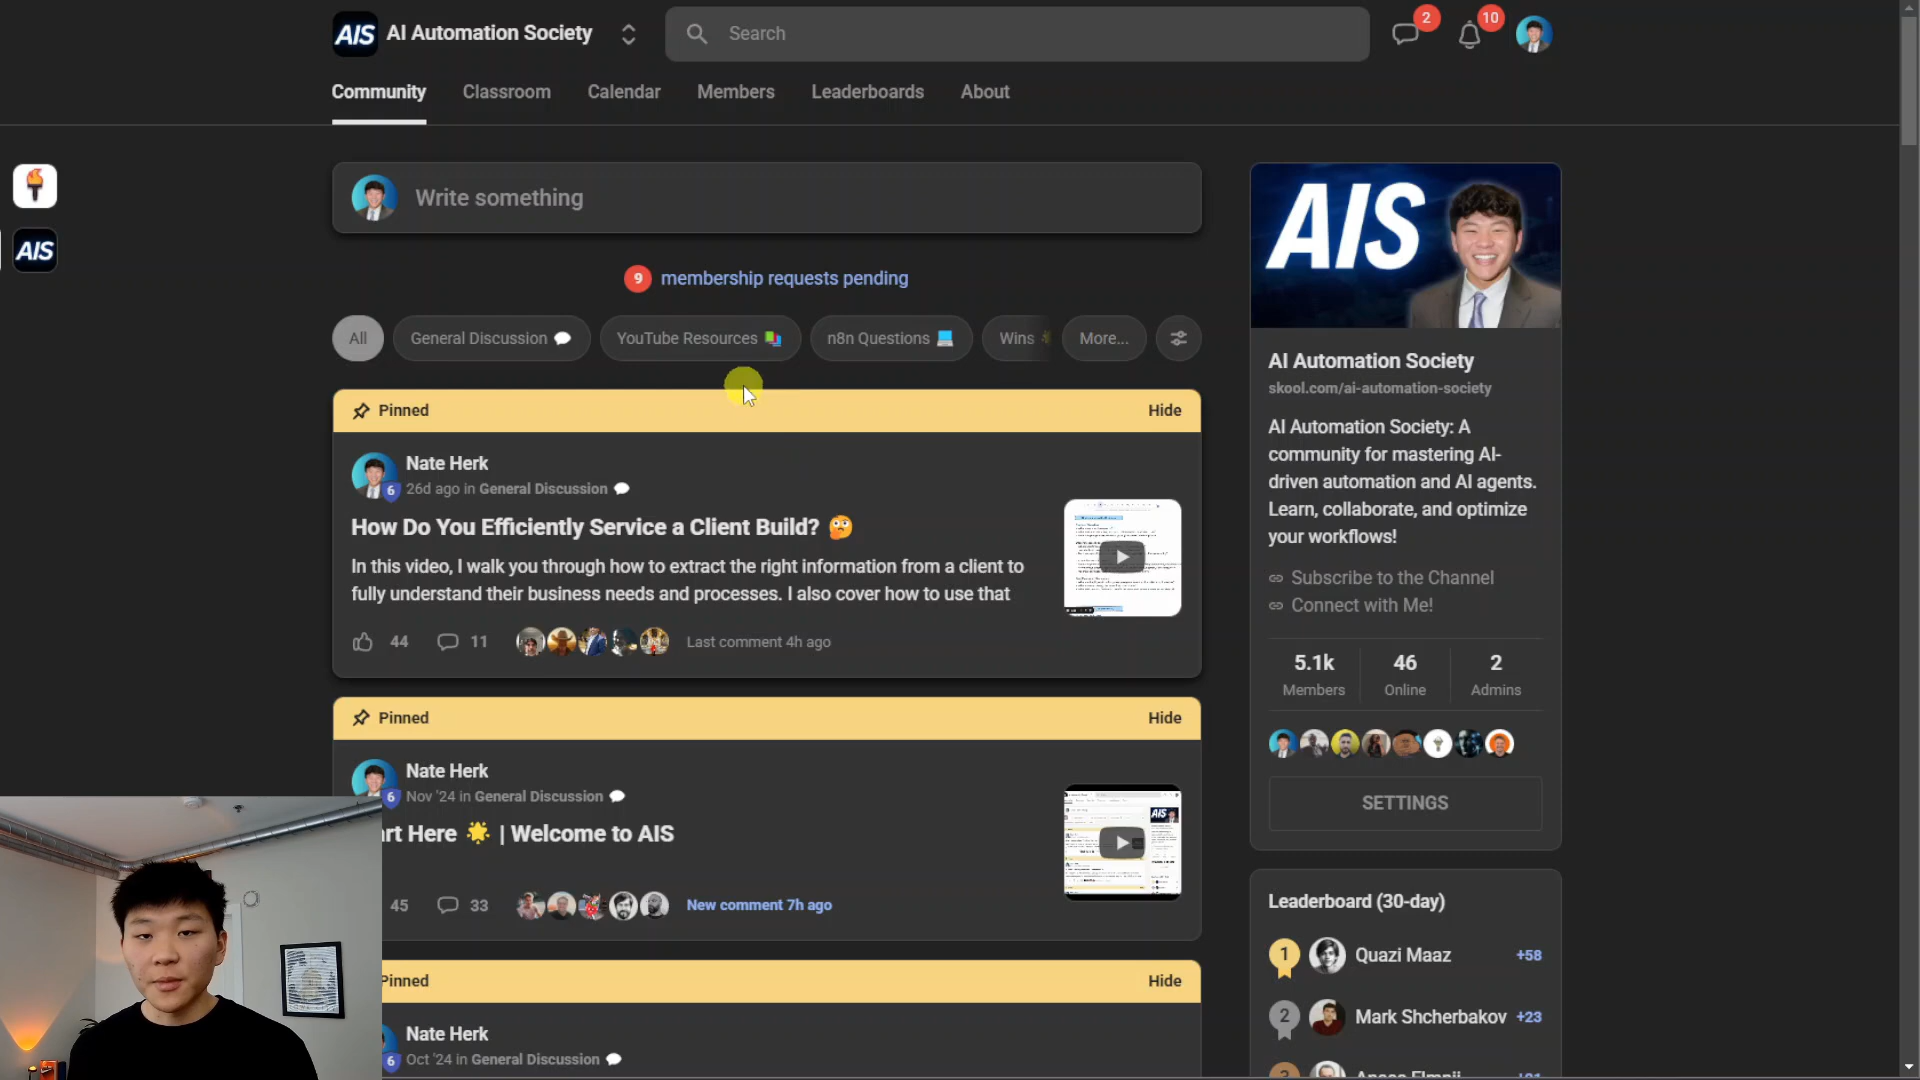 AIS
AI Automation Society
Search
2
10
Community
Classroom
Calendar
Members
Leaderboards
About
AIS
Write something
9
membership requests pending
All
General Discussion
YouTube Resources
n8n Questions
Wins
More...
Pinned
Hide
Nate Herk
6
26d ago in General Discussion
How Do You Efficiently Service a Client Build?
In this video, I walk you through how to extract the right information from a client to
fully understand their business needs and processes. I also cover how to use that
44
11
Last comment 4h ago
Pinned
Hide
Nate Herk
6
Nov '24 in General Discussion
art Here | Welcome to AIS
45
33
New comment 7h ago
Pinned
Hide
Nate Herk
6
Oct '24 in General Discussion
AIS
AI Automation Society
skool.com/ai-automation-society
AI Automation Society: A
community for mastering AI-
driven automation and AI agents.
Learn, collaborate, and optimize
your workflows!
Subscribe to the Channel
Connect with Me!
5.1k
Members
46
Online
2
Admins
SETTINGS
Leaderboard (30-day)
1
Quazi Maaz
+58
2
Mark Shcherbakov
+23